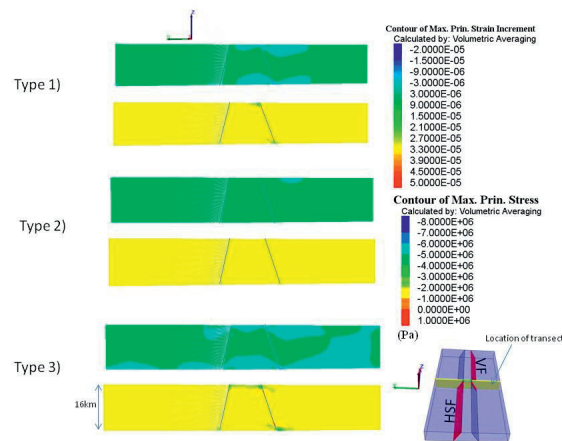 Contour of Max. Prin. Strain Increment
Calculated by: Volumetric Averaging
-2.0000E-05
-1.5000E-05
-9.0000E-06
-3.0000E-06
3.0000E-06
9.0000E-06
1.5000E-05
2.1000E-05
2.7000E-05
3.3000E-05
3.9000E-05
4.5000E-05
5.0000E-05
Type 1)
Type 2)
Contour of Max. Prin. Stress
Calculated by: Volumetric Averaging
-8.0000E+06
-7.0000E+06
-6.0000E+06
-5.0000E+06
-4.0000E+06
-3.0000E+06
-2.0000E+06
-1.0000E+06
0.0000E+00
1.0000E+06
(Pa)
Type 3)
16km
Location of transect
VF
HSF